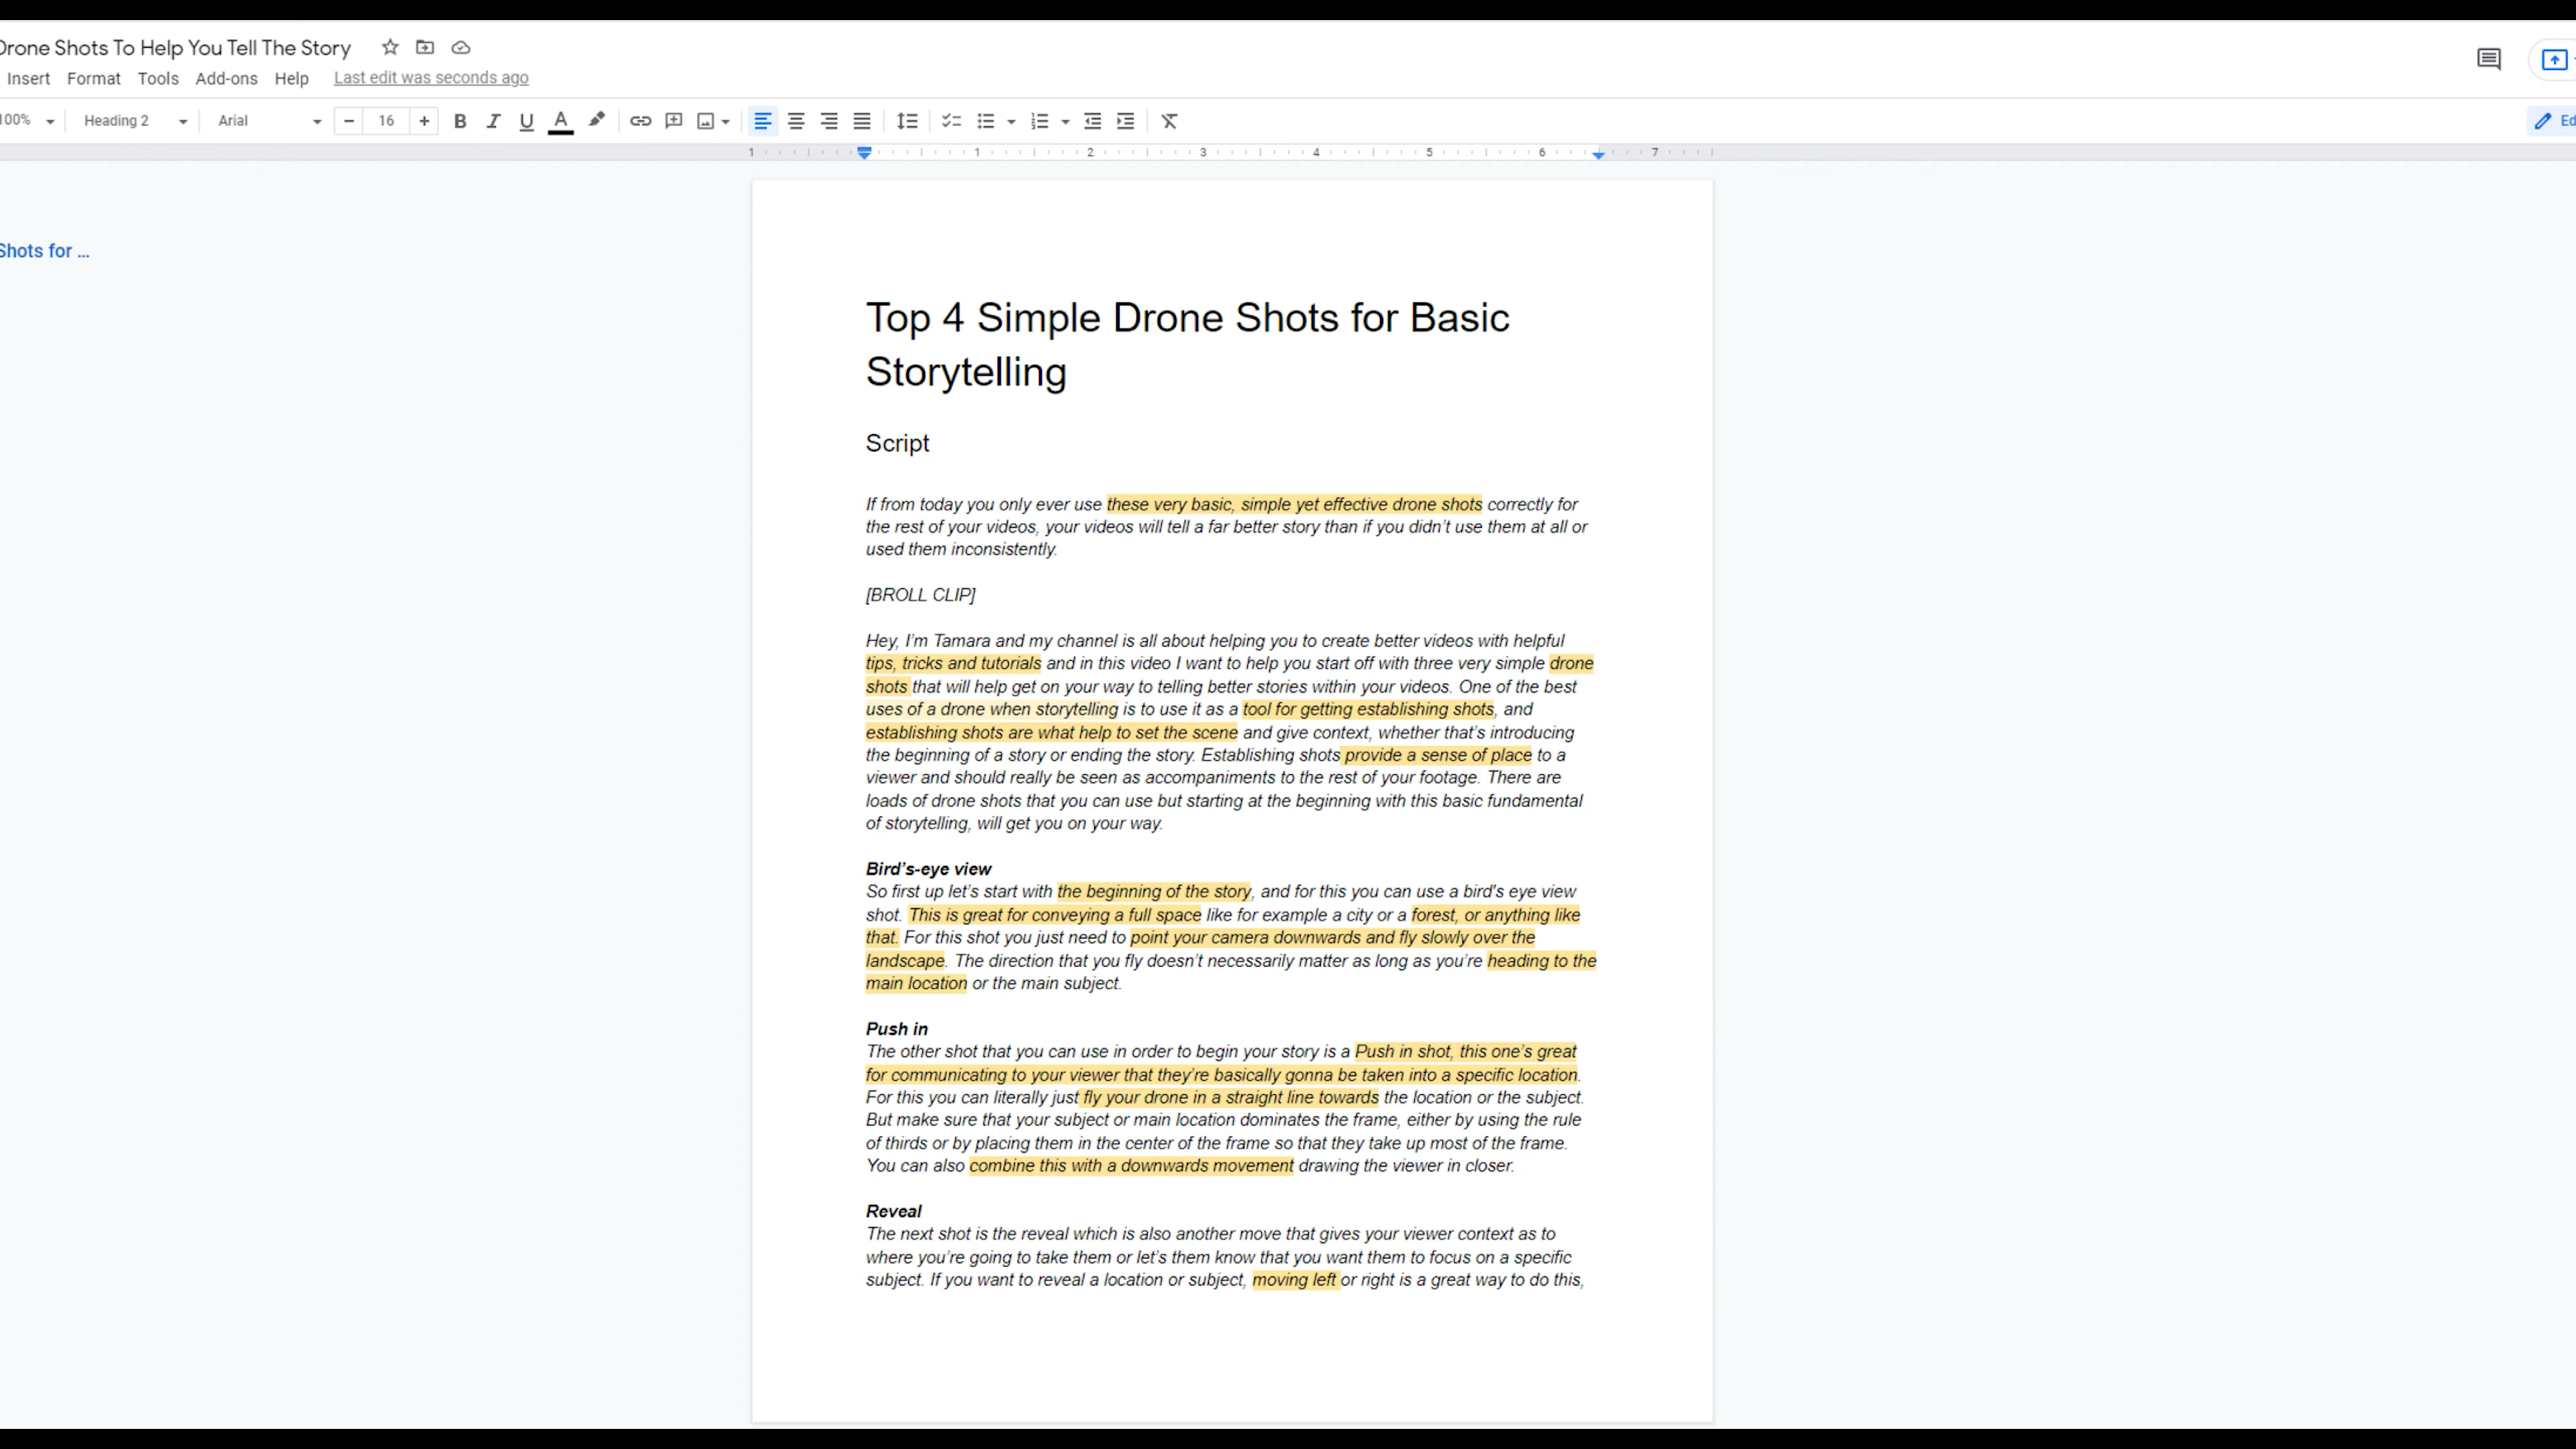 Drone Shots To Help You Tell The Story
Insert Format Tools Add-ons Help Last edit was seconds ago
100% Heading 2 Arial 16
1 1 2 3 4 5 6 7
Shots for ...
Top 4 Simple Drone Shots for Basic
Storytelling
Script
If from today you only ever use these very basic, simple yet effective drone shots correctly for
the rest of your videos, your videos will tell a far better story than if you didn’t use them at all or
used them inconsistently.
[BROLL CLIP]
Hey, I’m Tamara and my channel is all about helping you to create better videos with helpful
tips, tricks and tutorials and in this video I want to help you start off with three very simple drone
shots that will help get on your way to telling better stories within your videos. One of the best
uses of a drone when storytelling is to use it as a tool for getting establishing shots, and
establishing shots are what help to set the scene and give context, whether that’s introducing
the beginning of a story or ending the story. Establishing shots provide a sense of place to a
viewer and should really be seen as accompaniments to the rest of your footage. There are
loads of drone shots that you can use but starting at the beginning with this basic fundamental
of storytelling, will get you on your way.
Bird’s-eye view
So first up let’s start with the beginning of the story, and for this you can use a bird's eye view
shot. This is great for conveying a full space like for example a city or a forest, or anything like
that. For this shot you just need to point your camera downwards and fly slowly over the
landscape. The direction that you fly doesn’t necessarily matter as long as you’re heading to the
main location or the main subject.
Push in
The other shot that you can use in order to begin your story is a Push in shot, this one’s great
for communicating to your viewer that they’re basically gonna be taken into a specific location.
For this you can literally just fly your drone in a straight line towards the location or the subject.
But make sure that your subject or main location dominates the frame, either by using the rule
of thirds or by placing them in the center of the frame so that they take up most of the frame.
You can also combine this with a downwards movement drawing the viewer in closer.
Reveal
The next shot is the reveal which is also another move that gives your viewer context as to
where you’re going to take them or let’s them know that you want them to focus on a specific
subject. If you want to reveal a location or subject, moving left or right is a great way to do this,